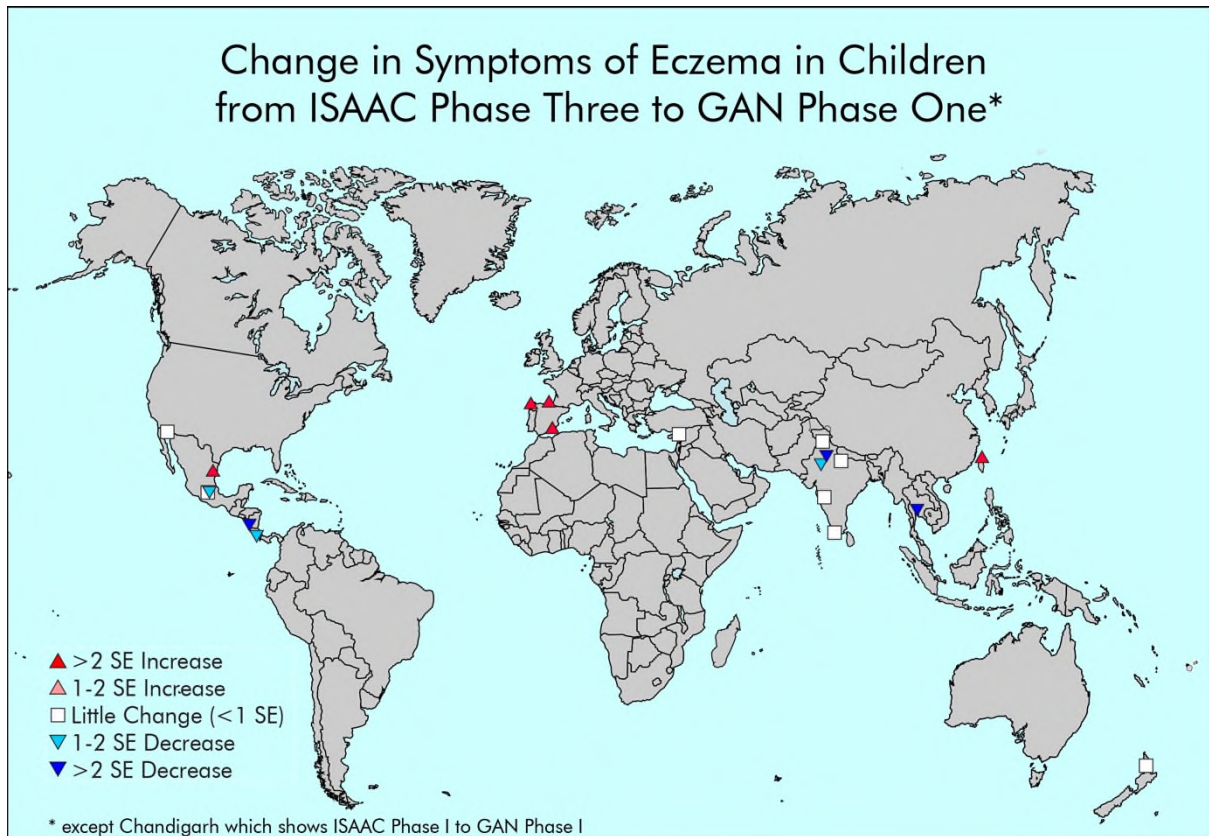 Change in Symptoms of Eczema in Children
from ISAAC Phase Three to GAN Phase One*
>2 SE Increase
1-2 SE Increase
Little Change (<1 SE)
1-2 SE Decrease
>2 SE Decrease
* except Chandigarh which shows ISAAC Phase I to GAN Phase I